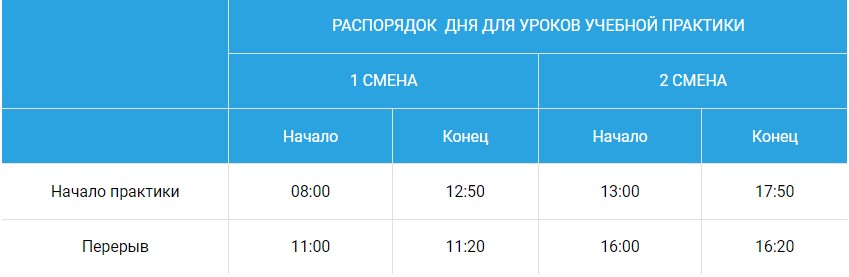 РАСПОРЯДОК ДНЯ ДЛЯ УРОКОВ УЧЕБНОЙ ПРАКТИКИ
1 СМЕНА 2 СМЕНА
Начало Конец Начало Конец
Начало практики 08:00 12:50 13:00 17:50
Перерыв 11:00 11:20 16:00 16:20